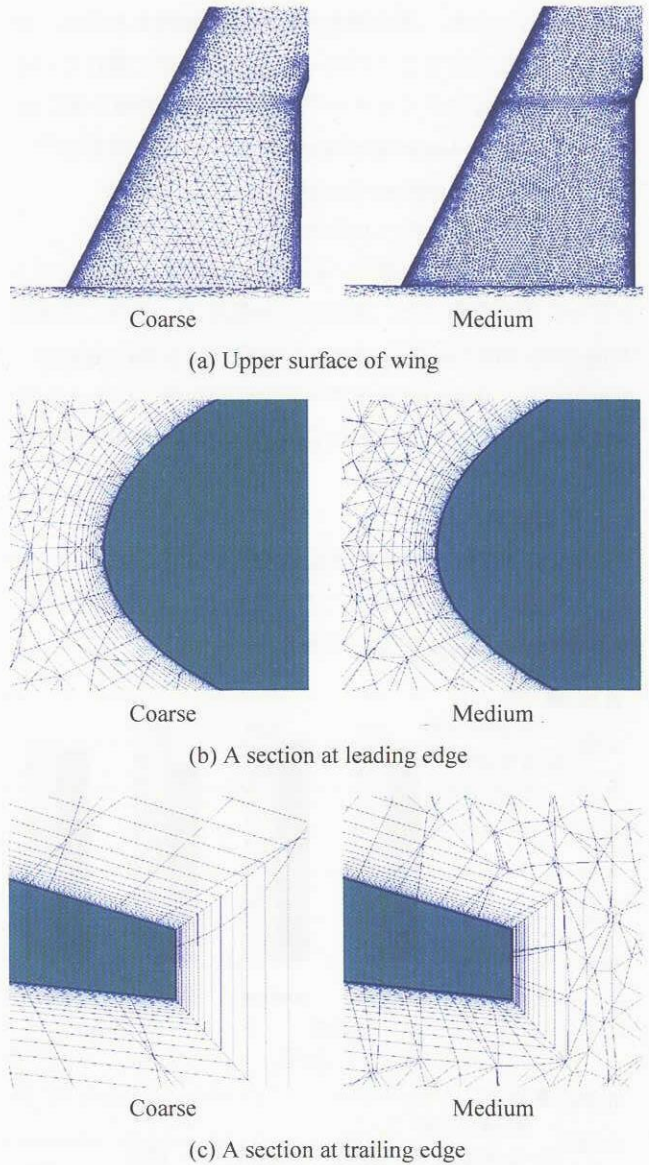 Coarse Medium
(a) Upper surface of wing
Coarse Medium
(b) A section at leading edge
Coarse Medium
(c) A section at trailing edge